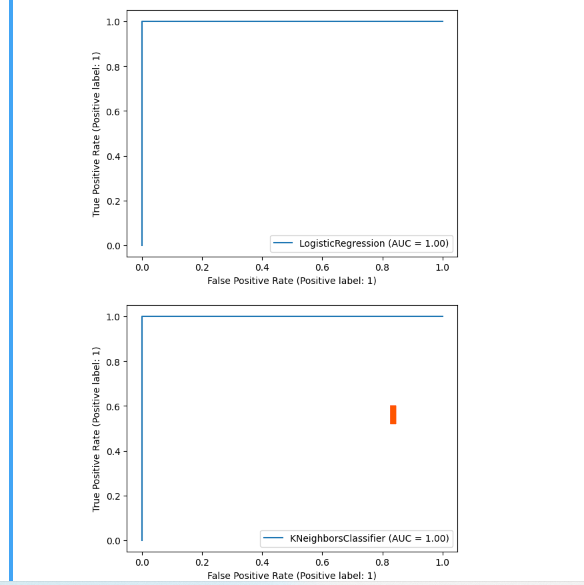 1.0
0.8
0.6
0.4
0.2
0.0
True Positive Rate (Positive label: 1)
LogisticRegression (AUC = 1.00)
0.0 0.2 0.4 0.6 0.8 1.0
False Positive Rate (Positive label: 1)
1.0
0.8
0.6
0.4
0.2
0.0
True Positive Rate (Positive label: 1)
KNeighborsClassifier (AUC = 1.00)
0.0 0.2 0.4 0.6 0.8 1.0
False Positive Rate (Positive label: 1)